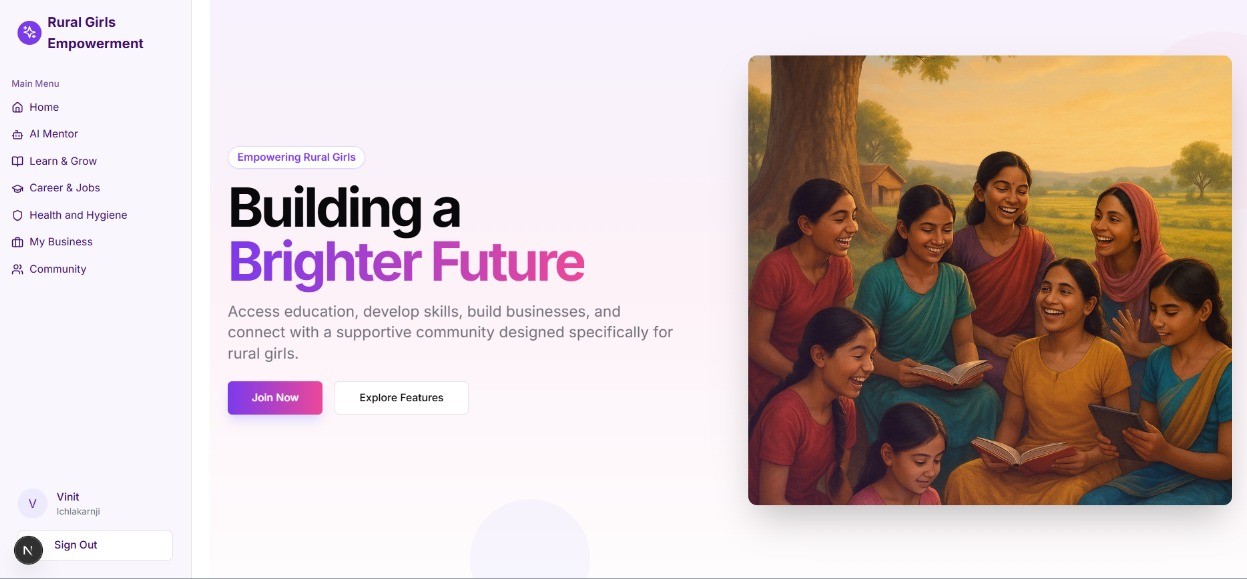 Rural Girls
Empowerment
Main Menu
Home
AI Mentor
Learn & Grow
Career & Jobs
Health and Hygiene
My Business
Community
V
Vinit
Ichlakarnji
N
Sign Out
Empowering Rural Girls
Building a
Brighter Future
Access education, develop skills, build businesses, and
connect with a supportive community designed specifically for
rural girls.
Join Now
Explore Features